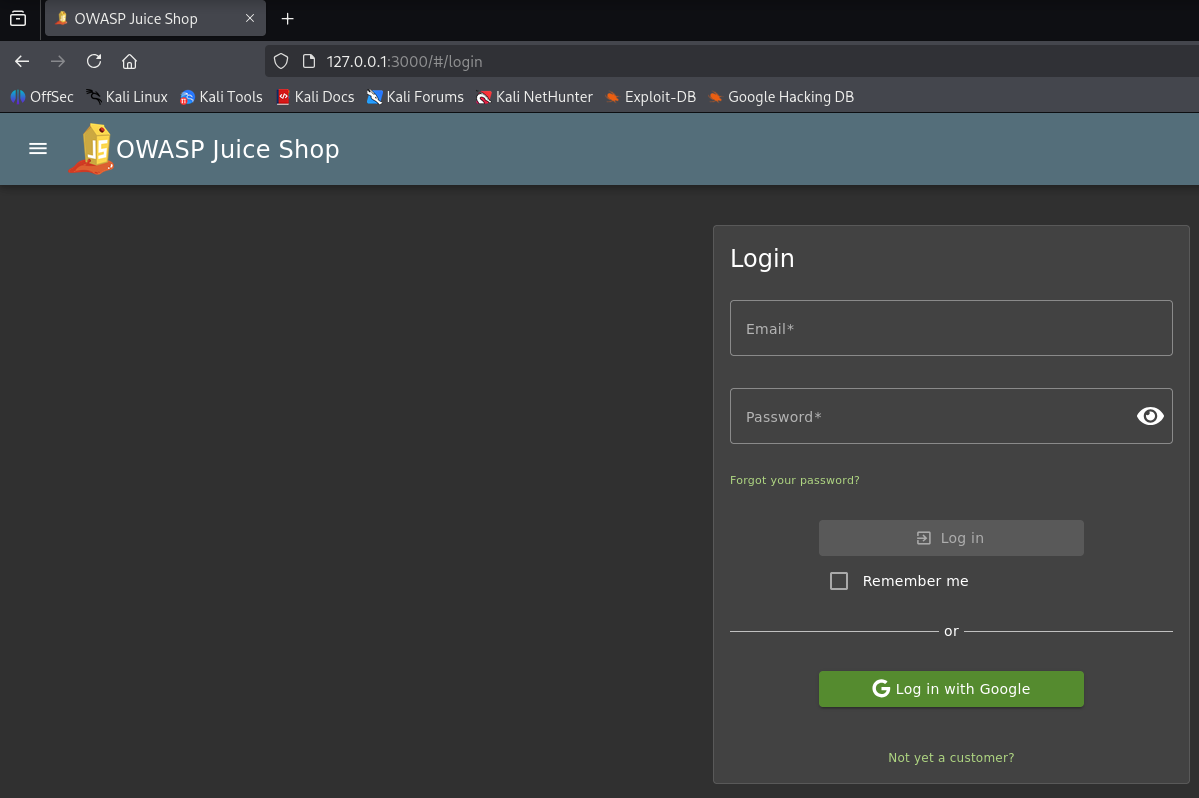 OWASP Juice Shop
127.0.0.1:3000/#/login
OffSec Kali Linux Kali Tools Kali Docs Kali Forums Kali NetHunter Exploit-DB Google Hacking DB
JS OWASP Juice Shop
Login
Email*
Password*
Forgot your password?
Log in
Remember me
or
G Log in with Google
Not yet a customer?